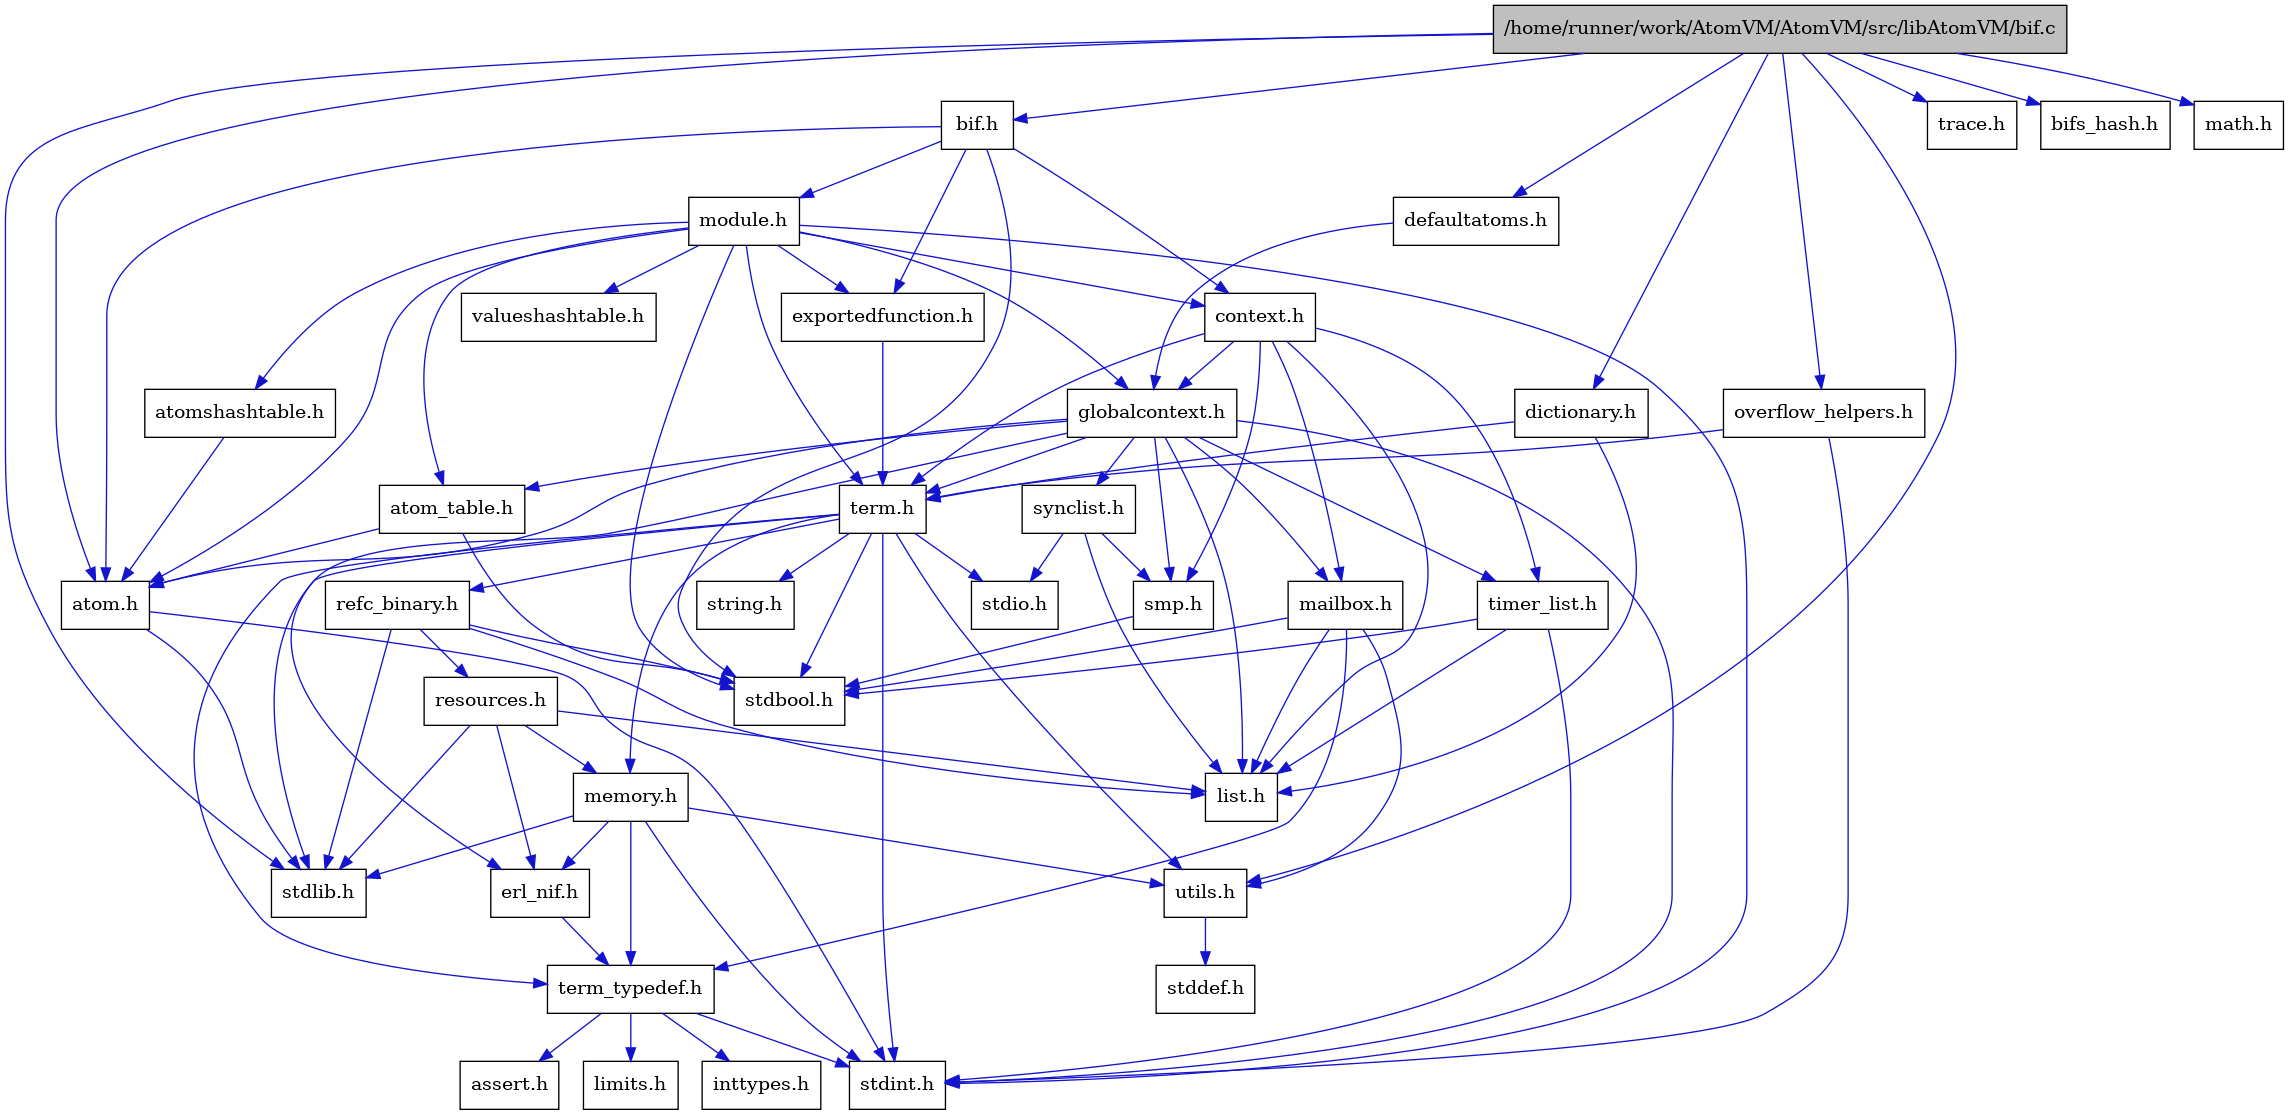 /home/runner/work/AtomVM/AtomVM/src/libAtomVM/bif.c
bif.h
trace.h
bifs_hash.h
math.h
module.h
defaultatoms.h
valueshashtable.h
exportedfunction.h
context.h
atomshashtable.h
globalcontext.h
dictionary.h
overflow_helpers.h
atom_table.h
term.h
synclist.h
atom.h
refc_binary.h
string.h
stdio.h
smp.h
mailbox.h
timer_list.h
resources.h
stdbool.h
memory.h
list.h
stdlib.h
erl_nif.h
utils.h
term_typedef.h
stddef.h
assert.h
limits.h
inttypes.h
stdint.h